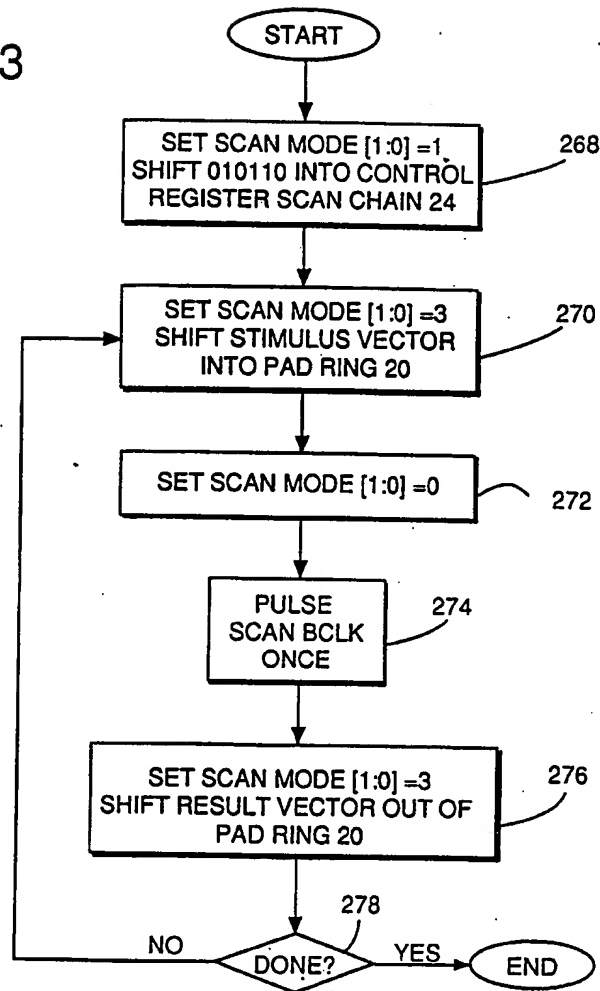 3
START
SET SCAN MODE [1:0] =1,
SHIFT 010110 INTO CONTROL
REGISTER SCAN CHAIN 24
268
SET SCAN MODE [1:0] =3
SHIFT STIMULUS VECTOR
INTO PAD RING 20
270
SET SCAN MODE [1:0] =0
272
PULSE
SCAN BCLK
ONCE
274
SET SCAN MODE [1:0] =3
SHIFT RESULT VECTOR OUT OF
PAD RING 20
276
278
NO
DONE?
YES
END